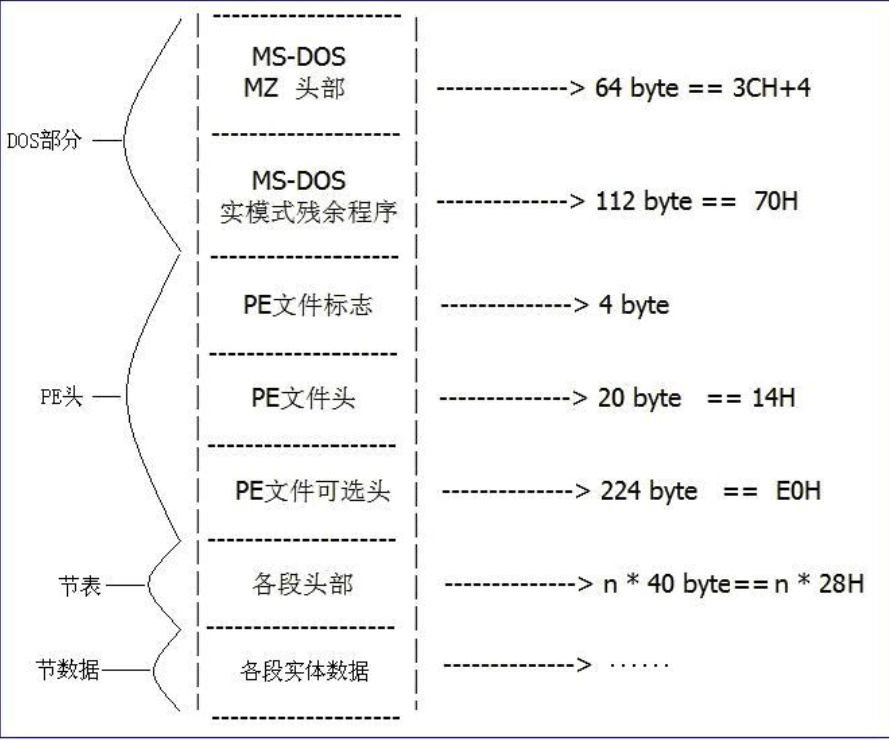 MS-DOS
MZ 头部
--------------> 64 byte == 3CH+4
DOS部分
MS-DOS
实模式残余程序
--------------> 112 byte == 70H
PE文件标志
--------------> 4 byte
PE头
PE文件头
--------------> 20 byte == 14H
PE文件可选头
--------------> 224 byte == E0H
节表
各段头部
--------------> n * 40 byte==n * 28H
节数据
各段实体数据
--------------> ······